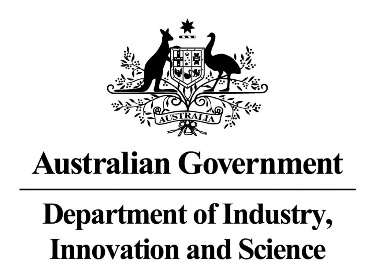 AUSTRALIA
Australian Government
Department of Industry,
Innovation and Science